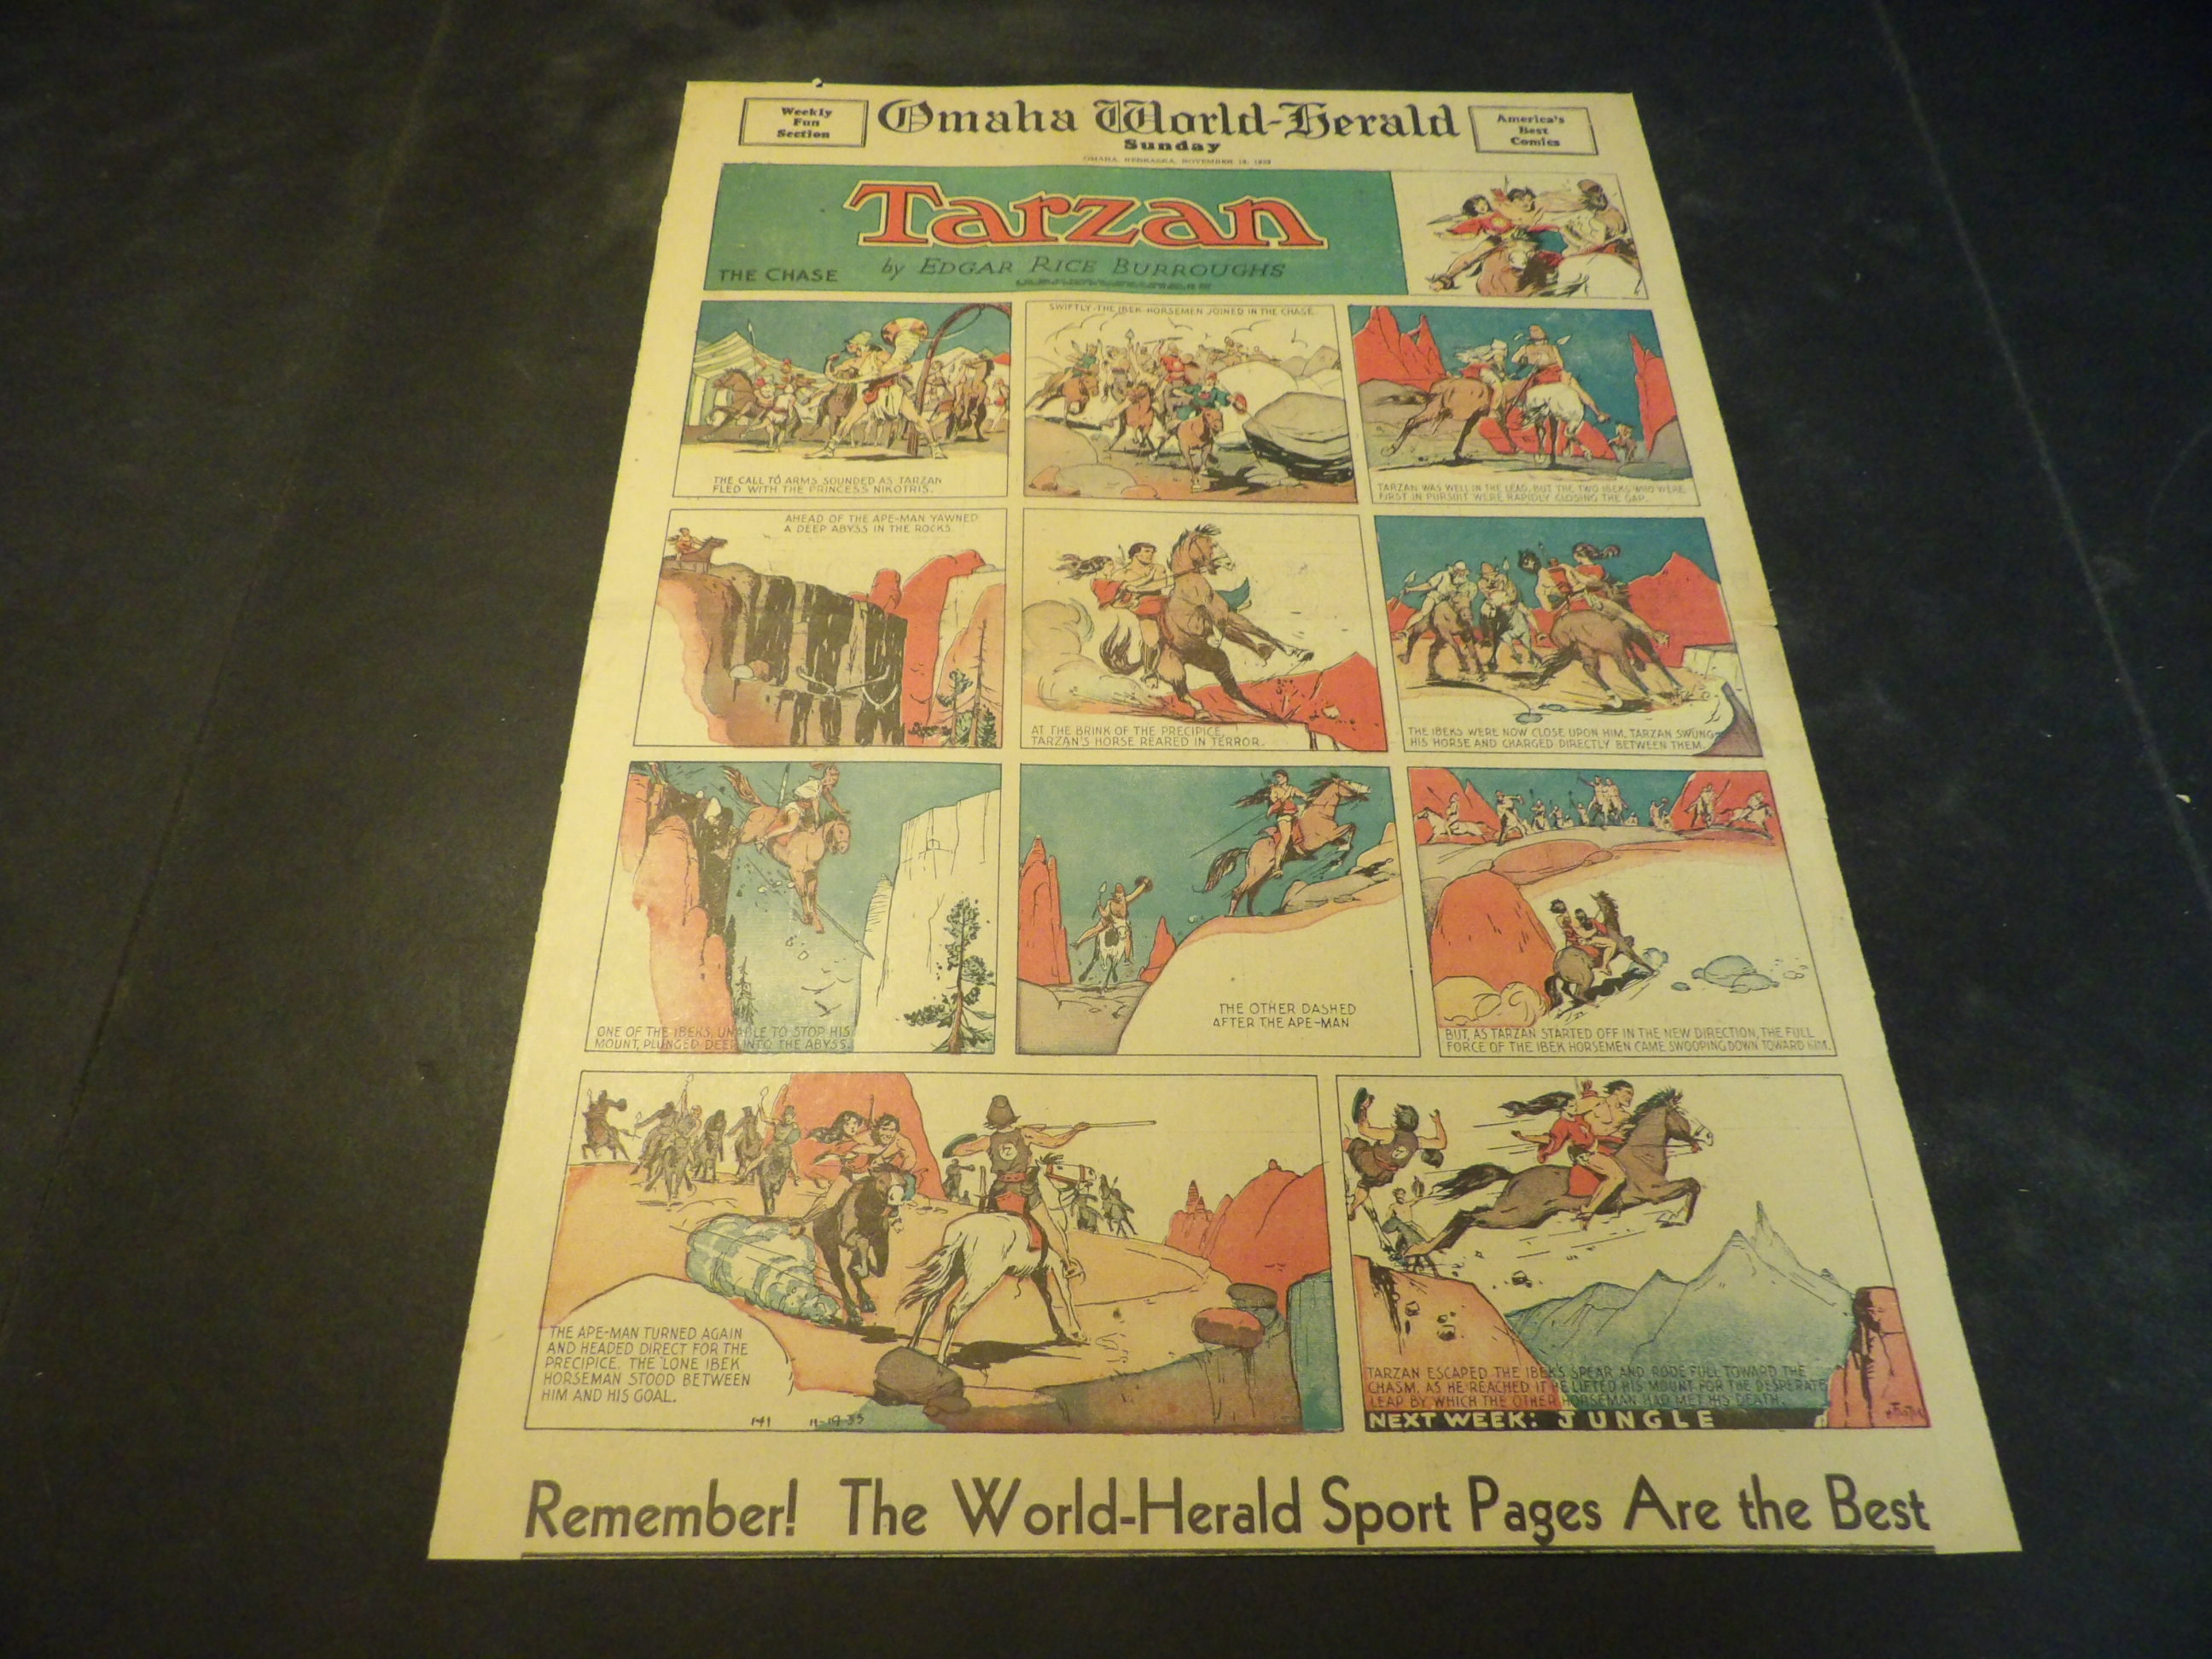 Weekly
Fun
Section
Omaha World-Herald
Sunday
America's
Best
Comics
OMAHA, NEBRASKA, NOVEMBER 19, 1933
Tarzan
THE CHASE
by EDGAR RICE BURROUGHS
THE CALL TO ARMS SOUNDED AS TARZAN
FLED WITH THE PRINCESS NIKOTRIS.
SWIFTLY THE IBEK HORSEMEN JOINED IN THE CHASE.
TARZAN WAS WELL IN THE LEAD, BUT THE TWO IBEKS WHO WERE
FIRST IN PURSUIT WERE RAPIDLY CLOSING THE GAP.
AHEAD OF THE APE-MAN YAWNED
A DEEP ABYSS IN THE ROCKS.
AT THE BRINK OF THE PRECIPICE,
TARZAN'S HORSE REARED IN TERROR.
THE IBEKS WERE NOW CLOSE UPON HIM. TARZAN SWUNG
HIS HORSE AND CHARGED DIRECTLY BETWEEN THEM.
ONE OF THE IBEKS, UNABLE TO STOP HIS
MOUNT, PLUNGED DEEP INTO THE ABYSS.
THE OTHER DASHED
AFTER THE APE-MAN
BUT, AS TARZAN STARTED OFF IN THE NEW DIRECTION, THE FULL
FORCE OF THE IBEK HORSEMEN CAME SWOOPING DOWN TOWARD HIM.
THE APE-MAN TURNED AGAIN
AND HEADED DIRECT FOR THE
PRECIPICE. THE LONE IBEK
HORSEMAN STOOD BETWEEN
HIM AND HIS GOAL.
141 11-19-33
TARZAN ESCAPED THE IBEK'S SPEAR AND RODE FULL TOWARD THE
CHASM. AS HE REACHED IT HE LIFTED HIS MOUNT FOR THE DESPERATE
LEAP BY WHICH THE OTHER HORSEMAN HAD MET HIS DEATH.
NEXT WEEK: JUNGLE
Remember! The World-Herald Sport Pages Are the Best